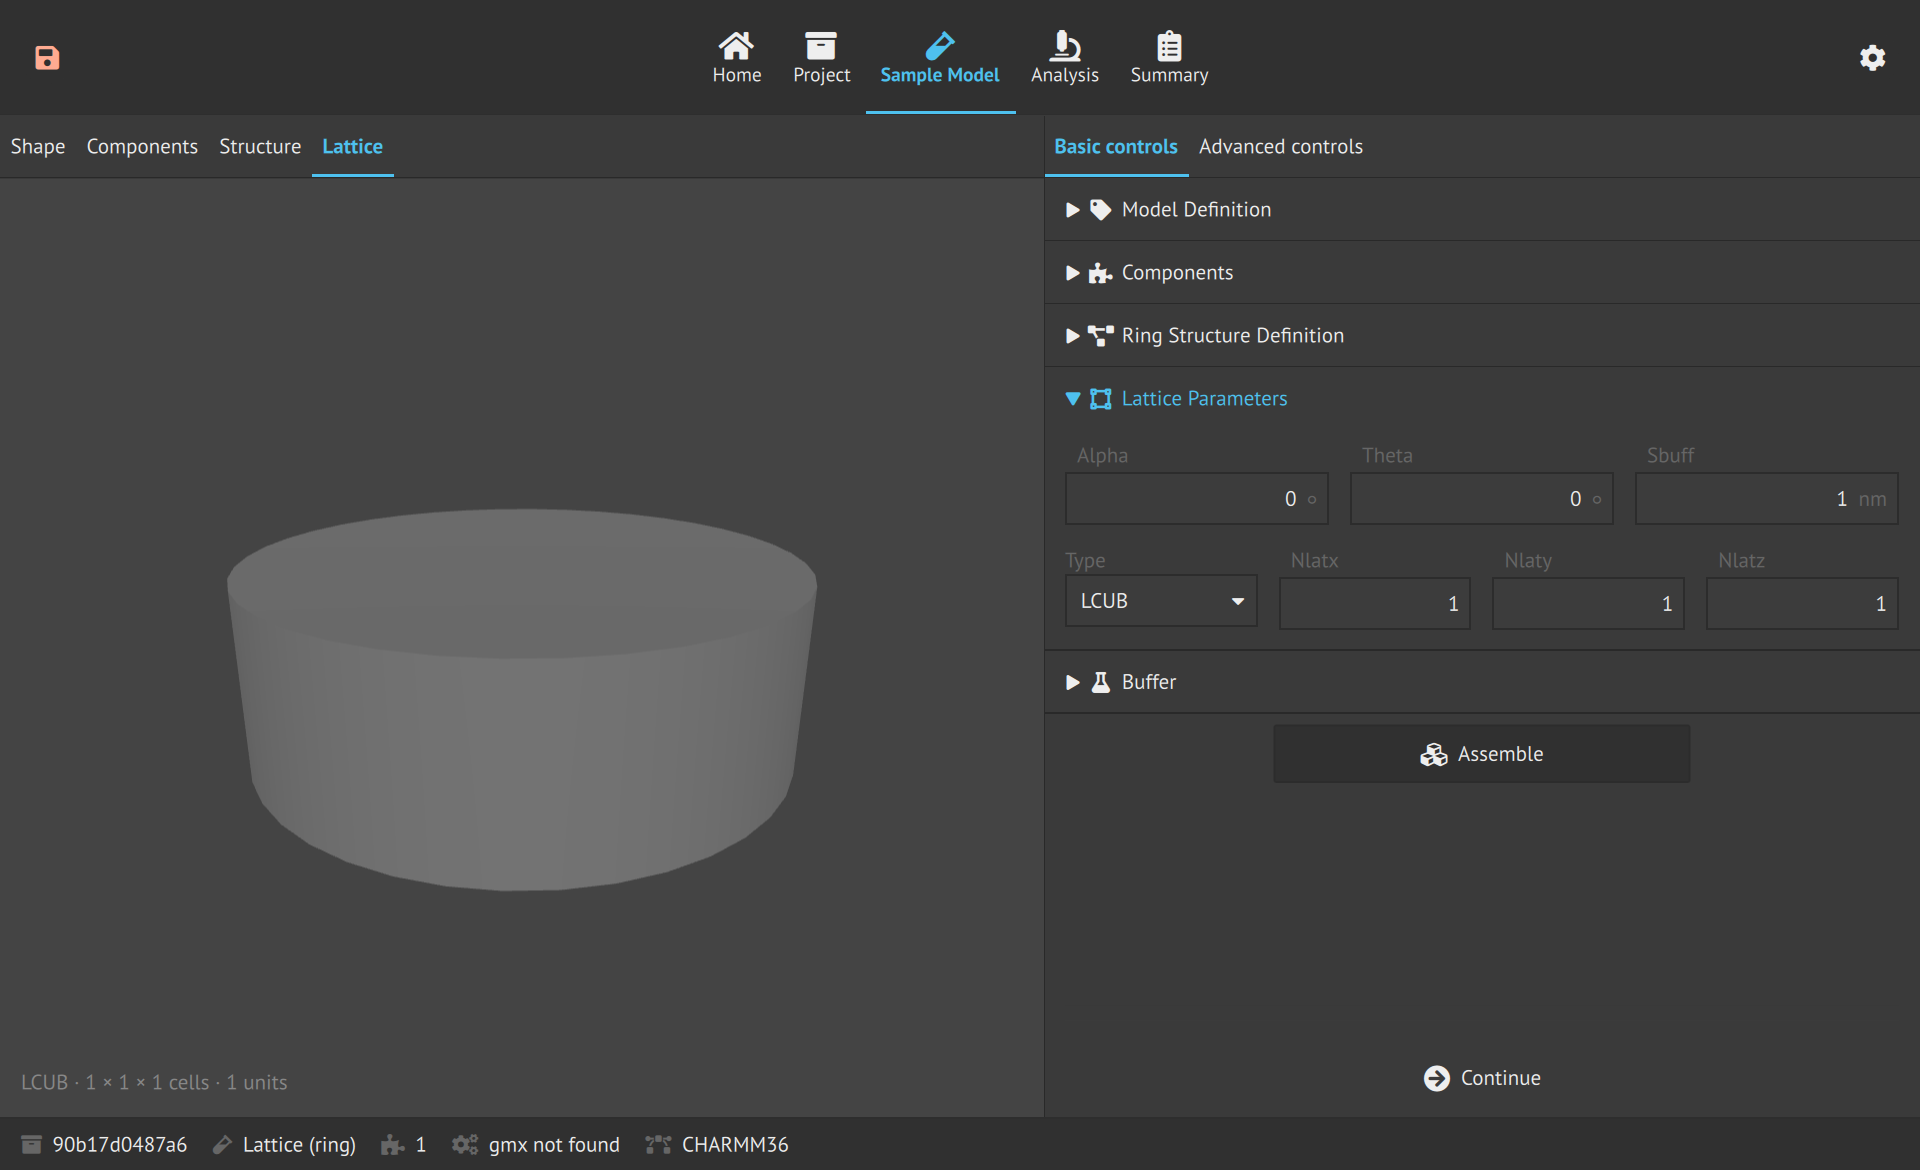 Home Project Sample Model Analysis Summary
Shape Components Structure Lattice
Basic controls Advanced controls
Model Definition
Components
Ring Structure Definition
Lattice Parameters
Alpha Theta Sbuff
0 ° 0 ° 1 nm
Type Nlatx Nlaty Nlatz
LCUB 1 1 1
Buffer
Assemble
Continue
LCUB · 1 × 1 × 1 cells · 1 units
90b17d0487a6 Lattice (ring) 1 gmx not found CHARMM36